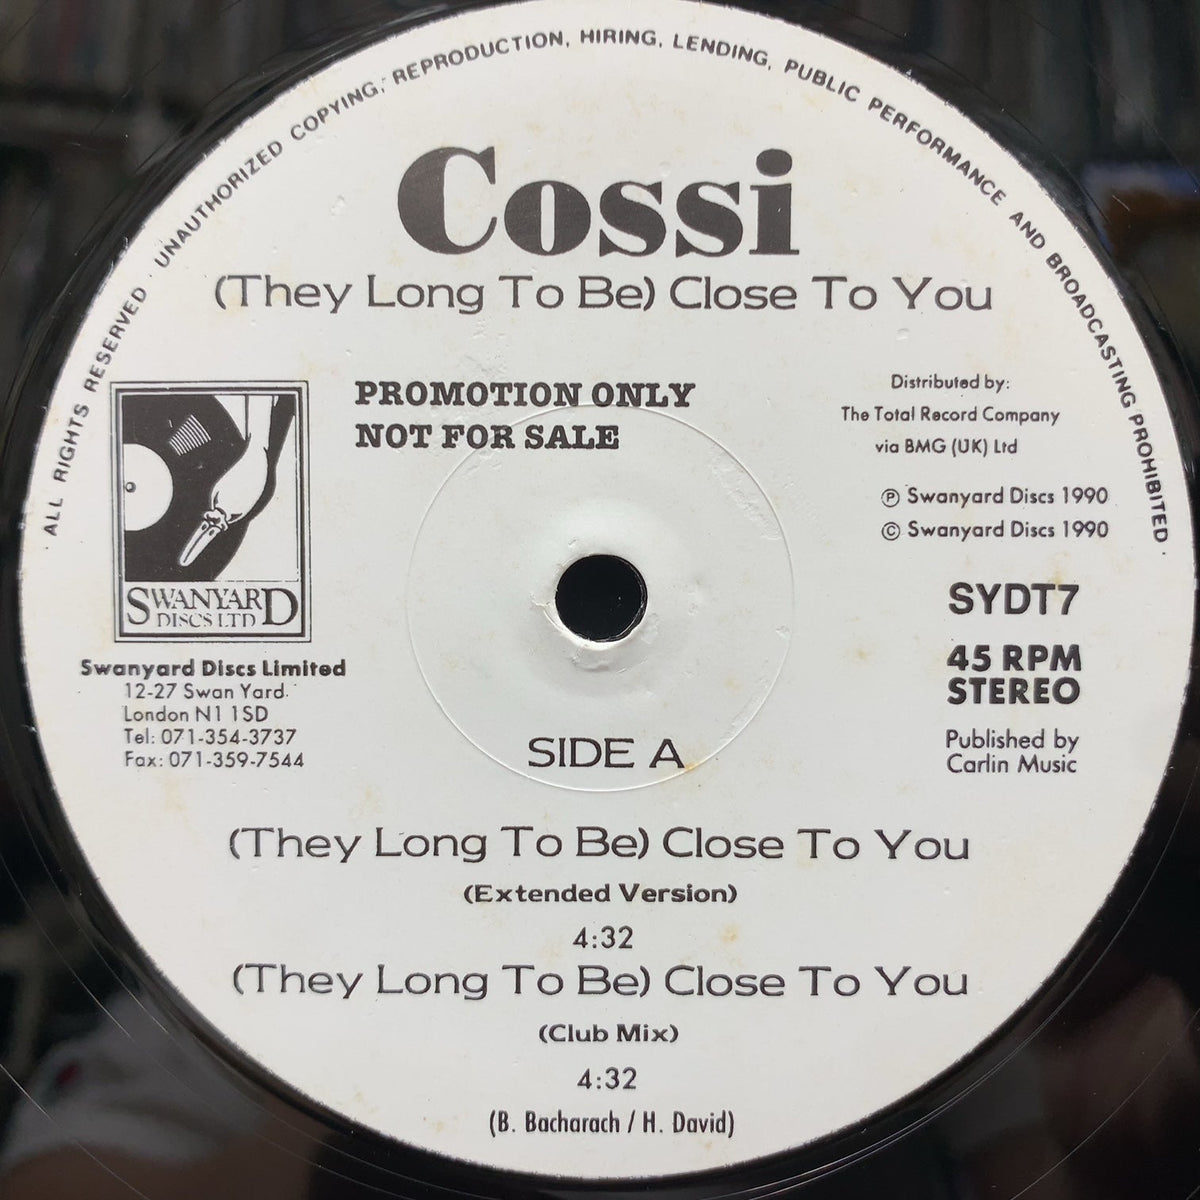 · ALL RIGHTS RESERVED · UNAUTHORIZED COPYING, REPRODUCTION, HIRING, LENDING, PUBLIC PERFORMANCE AND BROADCASTING PROHIBITED ·
Cossi
(They Long To Be) Close To You
PROMOTION ONLY
NOT FOR SALE
Distributed by:
The Total Record Company
via BMG (UK) Ltd
Ⓟ Swanyard Discs 1990
© Swanyard Discs 1990
SWANYARD
DISCS LTD
Swanyard Discs Limited
12-27 Swan Yard
London N1 1SD
Tel: 071-354-3737
Fax: 071-359-7544
SYDT7
45 RPM
STEREO
Published by
Carlin Music
SIDE A
(They Long To Be) Close To You
(Extended Version)
4:32
(They Long To Be) Close To You
(Club Mix)
4:32
(B. Bacharach / H. David)